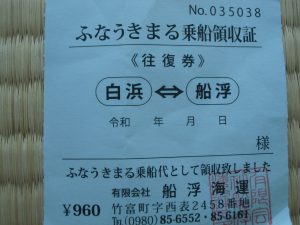 No.035038
ふなうきまる乗船領収証
《往復券》
白浜 ⇔ 船浮
令和 年 月 日
様
ふなうきまる乗船代として領収致しました
有限会社 船浮海運
¥960 竹富町字西表2458番地
℡(0980)85-6552・85-6161